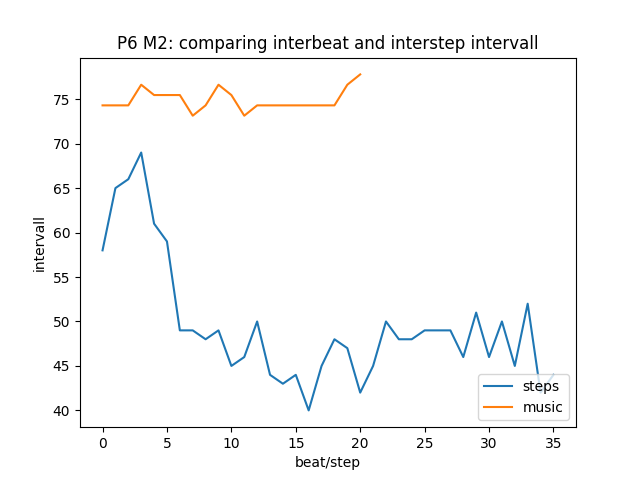 P6 M2: comparing interbeat and interstep intervall
intervall
75
70
65
60
55
50
45
40
0 5 10 15 20 25 30 35
beat/step
steps
music